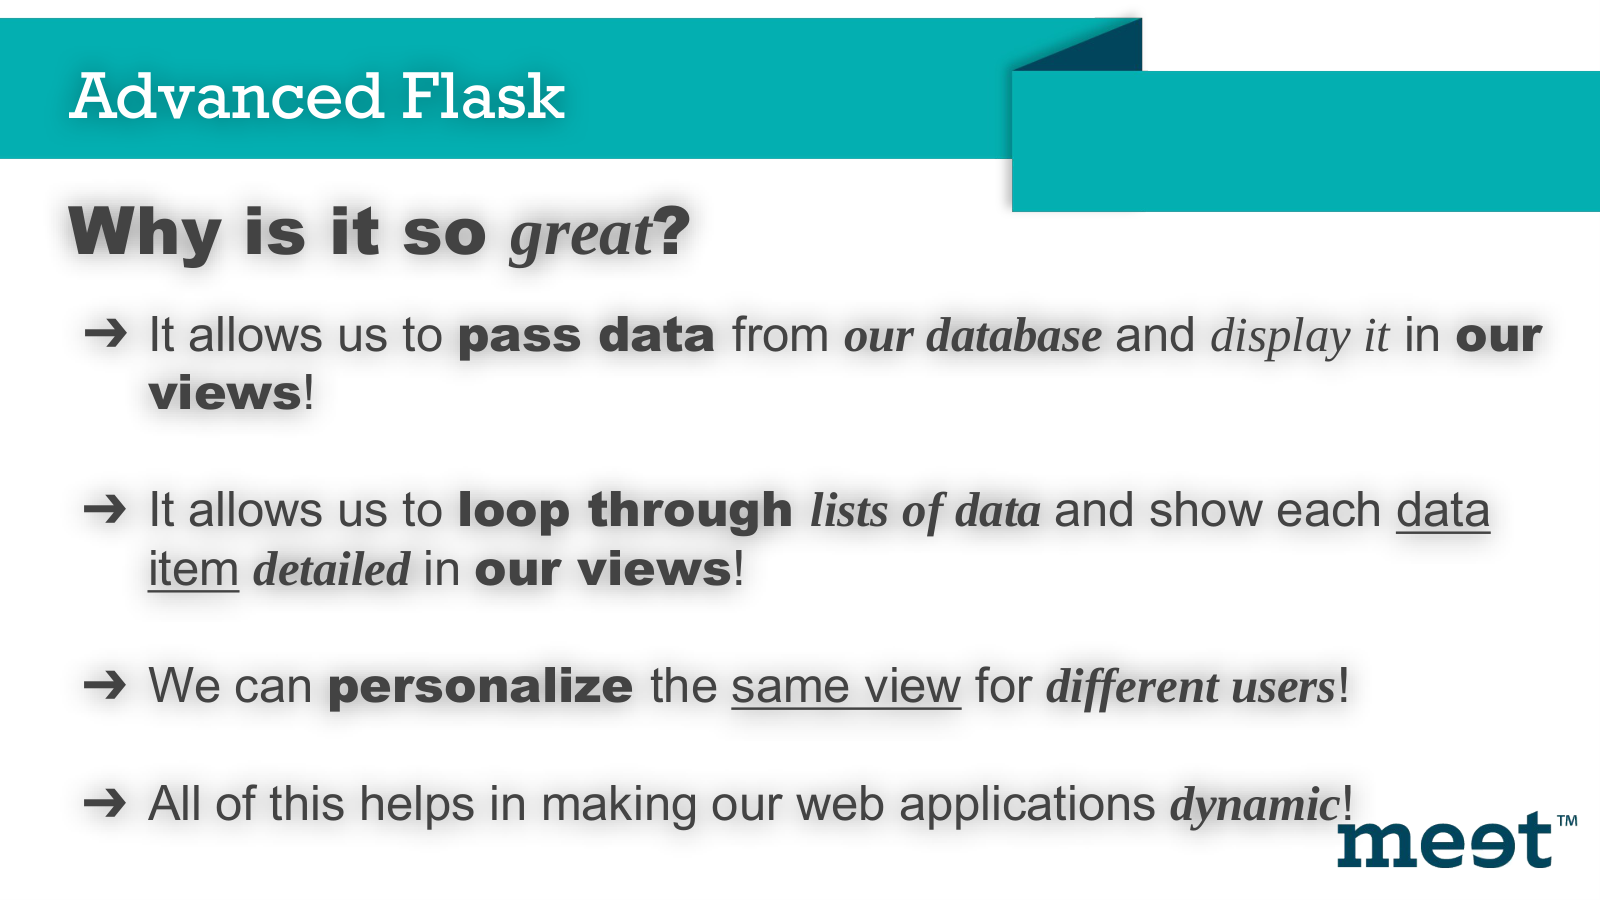 Advanced Flask
Why is it so great?
➔ It allows us to pass data from our database and display it in our
views!
➔ It allows us to loop through lists of data and show each data
item detailed in our views!
➔ We can personalize the same view for different users!
➔ All of this helps in making our web applications dynamic!
meet™